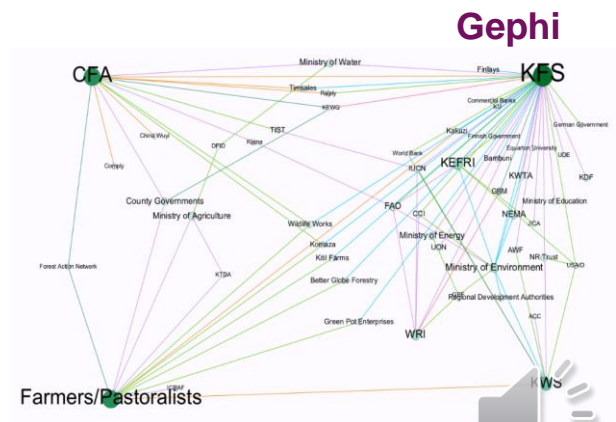 Gephi
Ministry of Water
CFA
Finlays
KFS
Timsales
Raiply
Commercial Banks
KEWG
German Government
China Wuyi
TIST
Kakuzi
Finnish Government
DFID
Equarton University
World Bank
UDE
KEFRI
Bamburi
Comply
IUCN
KWTA
KDF
GBM
Ministry of Education
County Governments
FAO
CCI
NEMA
Ministry of Agriculture
JCA
Wildlife Works
Ministry of Energy
Komaza
UON
AWF
NR-Trust
Kitil Farms
Forest Action Network
Ministry of Environment
USAID
KTDA
Better Globe Forestry
Regional Development Authorities
ACC
Green Pot Enterprises
WRI
KWS
ICRAF
Farmers/Pastoralists